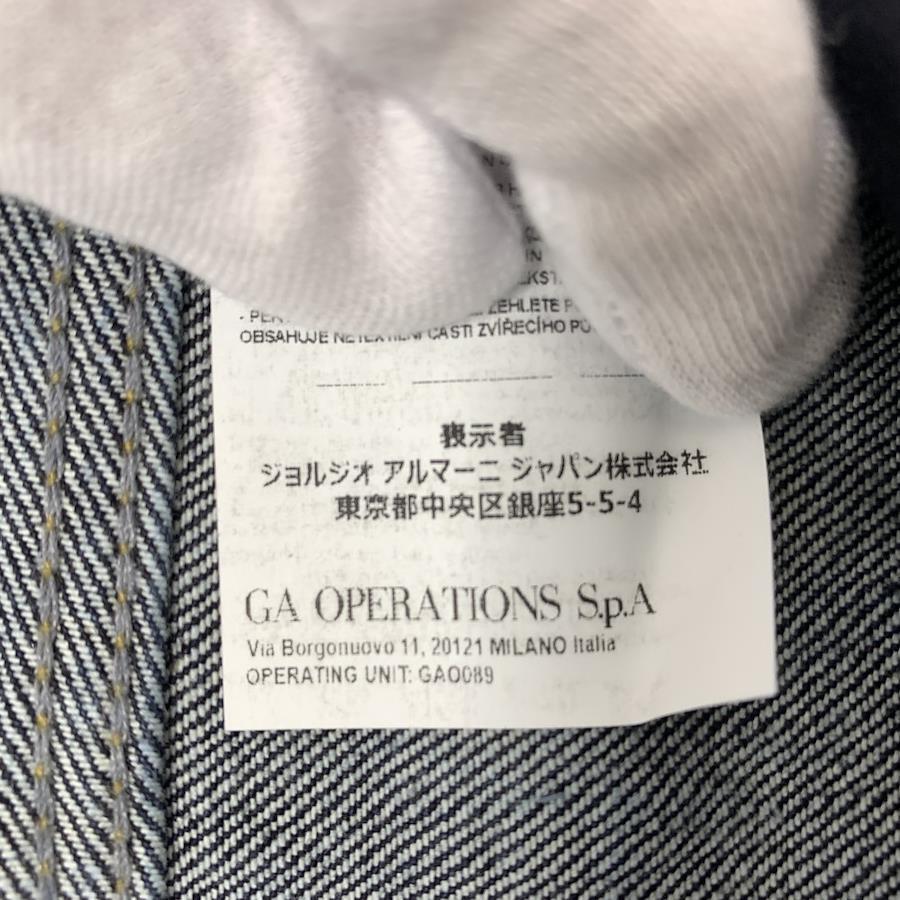 ZEHLETE
OBSAHUJE NETEXTILNÍ ČÁSTI ZVÍŘECÍHO
表示者
ジョルジオ アルマーニ ジャパン株式会社
東京都中央区銀座5-5-4
GA OPERATIONS S.p.A
Via Borgonuovo 11, 20121 MILANO Italia
OPERATING UNIT: GAO089